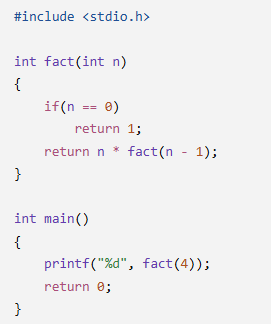 #include <stdio.h>

int fact(int n)
{
    if(n == 0)
        return 1;
    return n * fact(n - 1);
}

int main()
{
    printf("%d", fact(4));
    return 0;
}